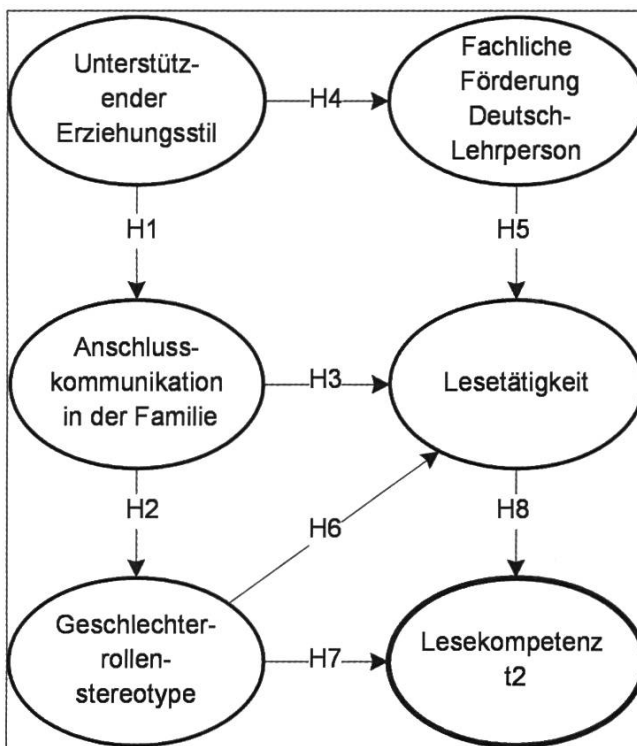 Unterstütz-
ender
Erziehungsstil
H4
Fachliche
Förderung
Deutsch-
Lehrperson
H1
H5
Anschluss-
kommunikation
in der Familie
H3
Lesetätigkeit
H2
H6
H8
Geschlechter-
rollen-
stereotype
H7
Lesekompetenz
t2